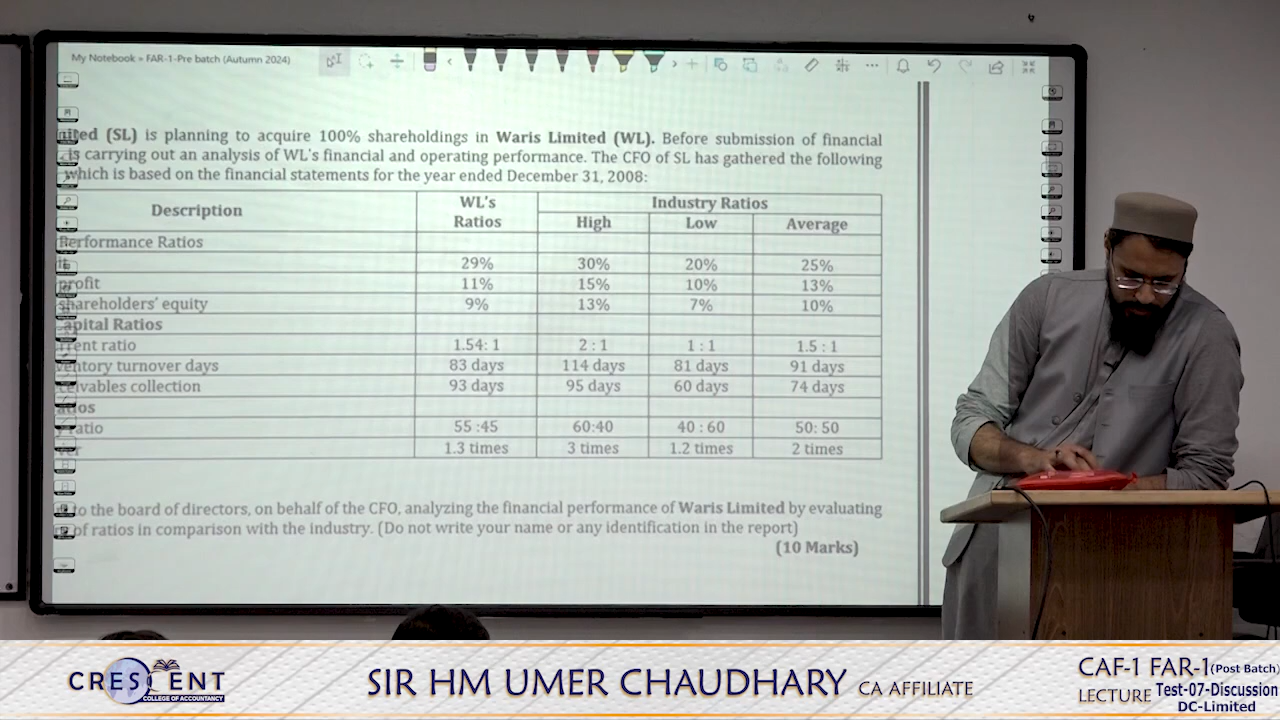 My Notebook » FAR-1-Pre batch (Autumn 2024)
(SL) is planning to acquire 100% shareholdings in Waris Limited (WL). Before submission of financial
is carrying out an analysis of WL's financial and operating performance. The CFO of SL has gathered the following
which is based on the financial statements for the year ended December 31, 2008:
Description WL's Ratios Industry Ratios
High Low Average
Performance Ratios
29% 30% 20% 25%
profit 11% 15% 10% 13%
shareholders' equity 9% 13% 7% 10%
apital Ratios
rent ratio 1.54: 1 2 : 1 1 : 1 1.5 : 1
entory turnover days 83 days 114 days 81 days 91 days
ceivables collection 93 days 95 days 60 days 74 days
atios
ratio 55 :45 60:40 40 : 60 50: 50
1.3 times 3 times 1.2 times 2 times
to the board of directors, on behalf of the CFO, analyzing the financial performance of Waris Limited by evaluating
of ratios in comparison with the industry. (Do not write your name or any identification in the report)
(10 Marks)
CRESCENT
COLLEGE OF ACCOUNTANCY
SIR HM UMER CHAUDHARY CA AFFILIATE
CAF-1 FAR-1(Post Batch)
LECTURE Test-07-Discussion
DC-Limited